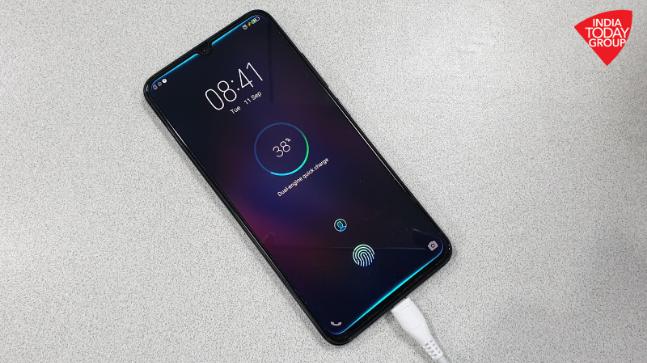 INDIA
TODAY
GROUP
08:41
Tue 11 Sep
38%
Dual-engine quick charge